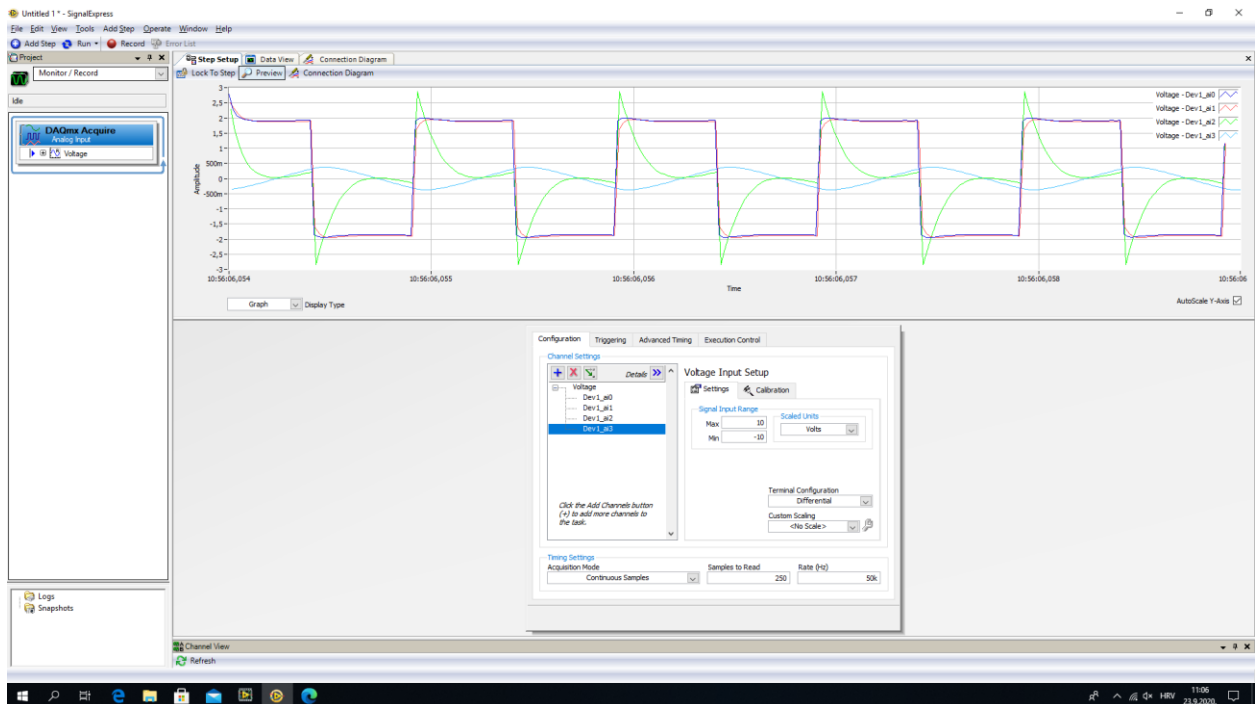 Untitled 1 * - SignalExpress
File Edit View Tools Add Step Operate Window Help
Add Step Run Record Error List
Project
Monitor / Record
Idle
DAQmx Acquire
Analog Input
Voltage
Logs
Snapshots
Step Setup Data View Connection Diagram
Lock To Step Preview Connection Diagram
Amplitude
3
2,5
2
1,5
1
500m
0
-500m
-1
-1,5
-2
-2,5
-3
10:56:06,054 10:56:06,055 10:56:06,056 10:56:06,057 10:56:06,058 10:56:06
Time
Voltage - Dev1_ai0
Voltage - Dev1_ai1
Voltage - Dev1_ai2
Voltage - Dev1_ai3
Graph Display Type
AutoScale Y-Axis
Configuration Triggering Advanced Timing Execution Control
Channel Settings
Details
Voltage
Dev1_ai0
Dev1_ai1
Dev1_ai2
Dev1_ai3
Click the Add Channels button
(+) to add more channels to
the task.
Voltage Input Setup
Settings Calibration
Signal Input Range
Max 10
Min -10
Scaled Units
Volts
Terminal Configuration
Differential
Custom Scaling
<No Scale>
Timing Settings
Acquisition Mode Samples to Read Rate (Hz)
Continuous Samples 250 50k
Channel View
Refresh
HRV
11:06
23.9.2020.